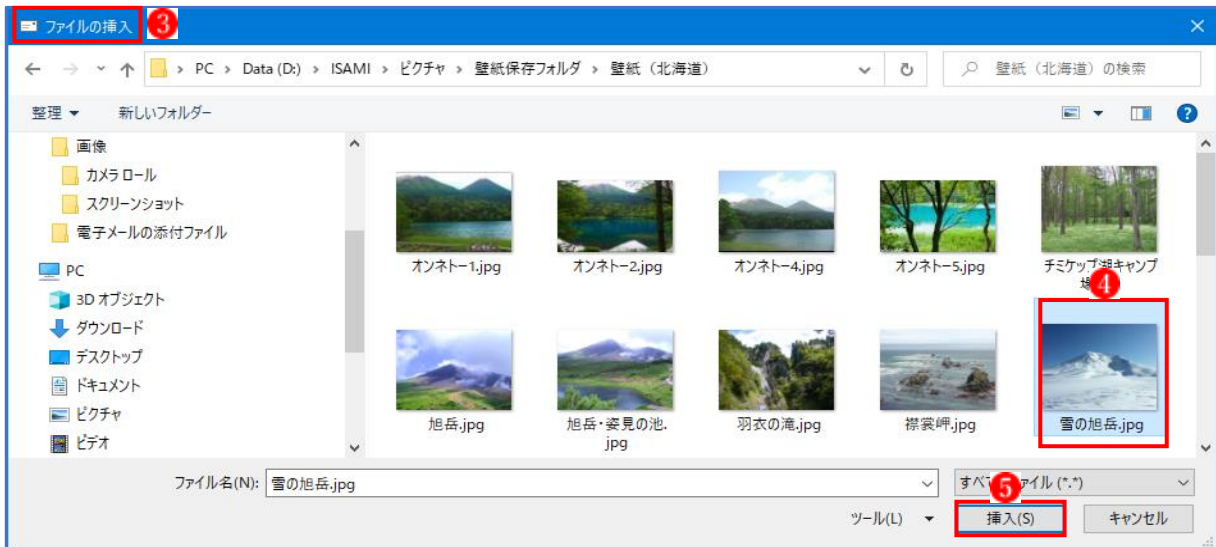 ファイルの挿入 3
PC › Data (D:) › ISAMI › ピクチャ › 壁紙保存フォルダ › 壁紙（北海道）
壁紙（北海道）の検索
整理 新しいフォルダー
画像
カメラ ロール
スクリーンショット
電子メールの添付ファイル
PC
3D オブジェクト
ダウンロード
デスクトップ
ドキュメント
ピクチャ
ビデオ
オンネトー1.jpg
オンネトー2.jpg
オンネトー4.jpg
オンネトー5.jpg
チミケップ湖キャンプ
場
4
旭岳.jpg
旭岳・姿見の池.
jpg
羽衣の滝.jpg
襟裳岬.jpg
雪の旭岳.jpg
ファイル名(N): 雪の旭岳.jpg
(*.*)
5
ツール(L) 挿入(S) キャンセル